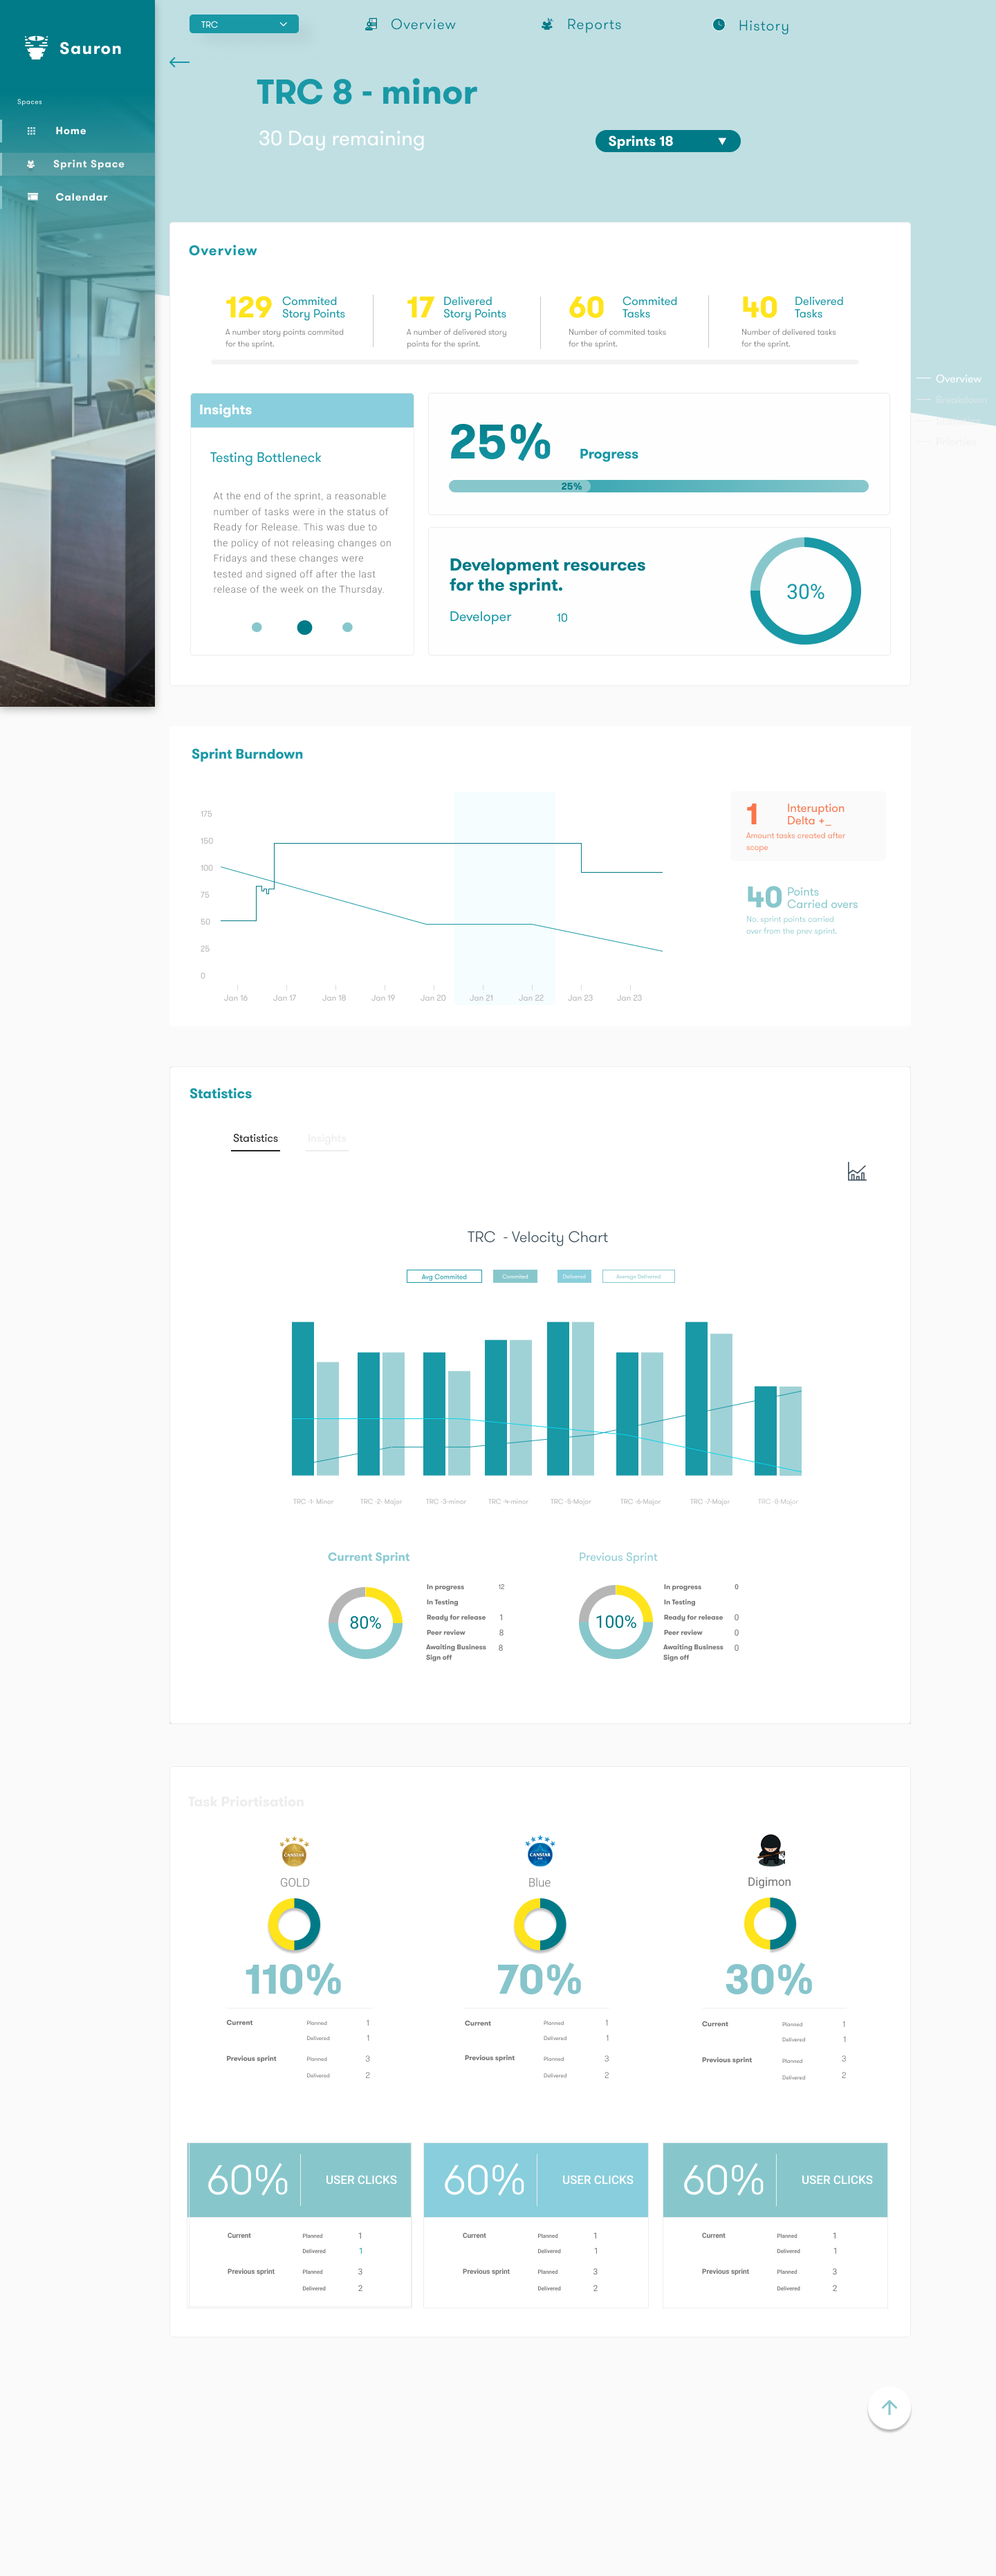 Sauron
Spaces
Home
Sprint Space
Calendar
TRC
Overview
Reports
History
TRC 8 - minor
30 Day remaining
Sprints 18
Overview
129 Commited
Story Points
A number story points commited
for the sprint.
17 Delivered
Story Points
A number of delivered story
points for the sprint.
60 Commited
Tasks
Number of commited tasks
for the sprint.
40 Delivered
Tasks
Number of delivered tasks
for the sprint.
Overview
Breakdown
Insights
Testing Bottleneck
At the end of the sprint, a reasonable
number of tasks were in the status of
Ready for Release. This was due to
the policy of not releasing changes on
Fridays and these changes were
tested and signed off after the last
release of the week on the Thursday.
25% Progress
25%
Development resources
for the sprint.
Developer 10
30%
Sprint Burndown
175
150
100
75
50
25
0
Jan 16 Jan 17 Jan 18 Jan 19 Jan 20 Jan 21 Jan 22 Jan 23 Jan 23
1 Interuption
Delta +_
Amount tasks created after
scope
40 Points
Carried overs
No. sprint points carried
over from the prev sprint.
Statistics
Statistics Insights
TRC - Velocity Chart
Avg Commited Commited Delivered Average Delivered
TRC -1- Minor TRC -2- Major TRC -3-minor TRC -4-minor TRC -5-Major TRC -6-Major TRC -7-Major TRC -8-Major
Current Sprint
80%
In progress 12
In Testing
Ready for release 1
Peer review 8
Awaiting Business 8
Sign off
Previous Sprint
100%
In progress 0
In Testing
Ready for release 0
Peer review 0
Awaiting Business 0
Sign off
Task Priortisation
CANSTAR
GOLD
110%
Current Planned 1
Delivered 1
Previous sprint Planned 3
Delivered 2
CANSTAR
Blue
70%
Current Planned 1
Delivered 1
Previous sprint Planned 3
Delivered 2
Digimon
30%
Current Planned 1
Delivered 1
Previous sprint Planned 3
Delivered 2
60% USER CLICKS
Current Planned 1
Delivered 1
Previous sprint Planned 3
Delivered 2
60% USER CLICKS
Current Planned 1
Delivered 1
Previous sprint Planned 3
Delivered 2
60% USER CLICKS
Current Planned 1
Delivered 1
Previous sprint Planned 3
Delivered 2